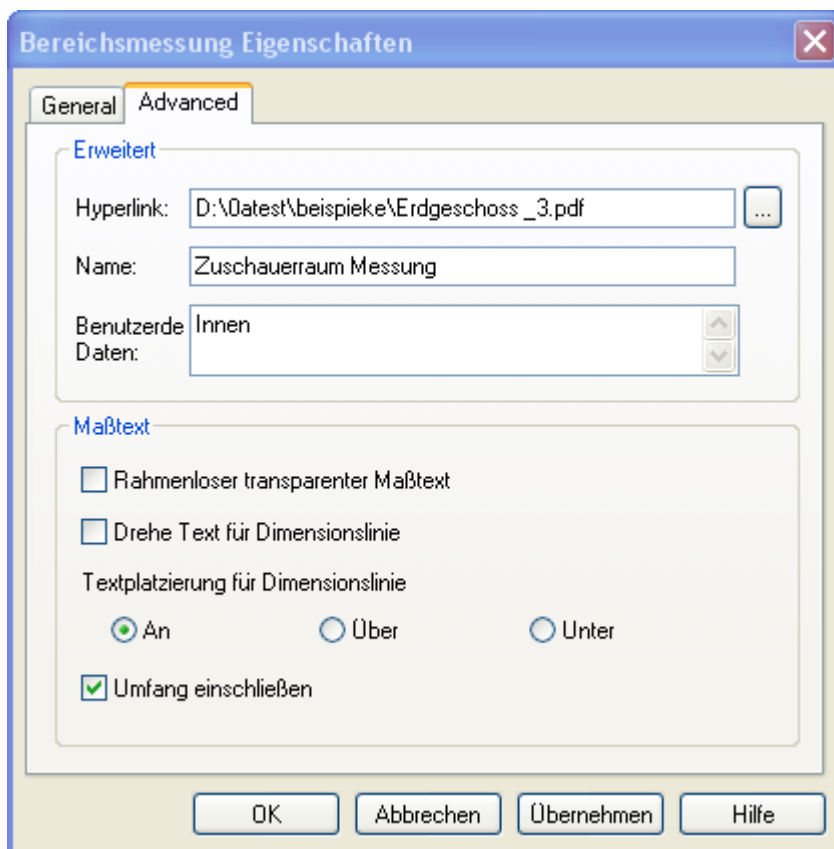 Bereichsmessung Eigenschaften
General Advanced
Erweitert
Hyperlink: D:\0atest\beispieke\Erdgeschoss _3.pdf ...
Name: Zuschauerraum Messung
Benutzerde Innen
Daten:
Maßtext
Rahmenloser transparenter Maßtext
Drehe Text für Dimensionslinie
Textplatzierung für Dimensionslinie
An Über Unter
Umfang einschließen
OK Abbrechen Übernehmen Hilfe